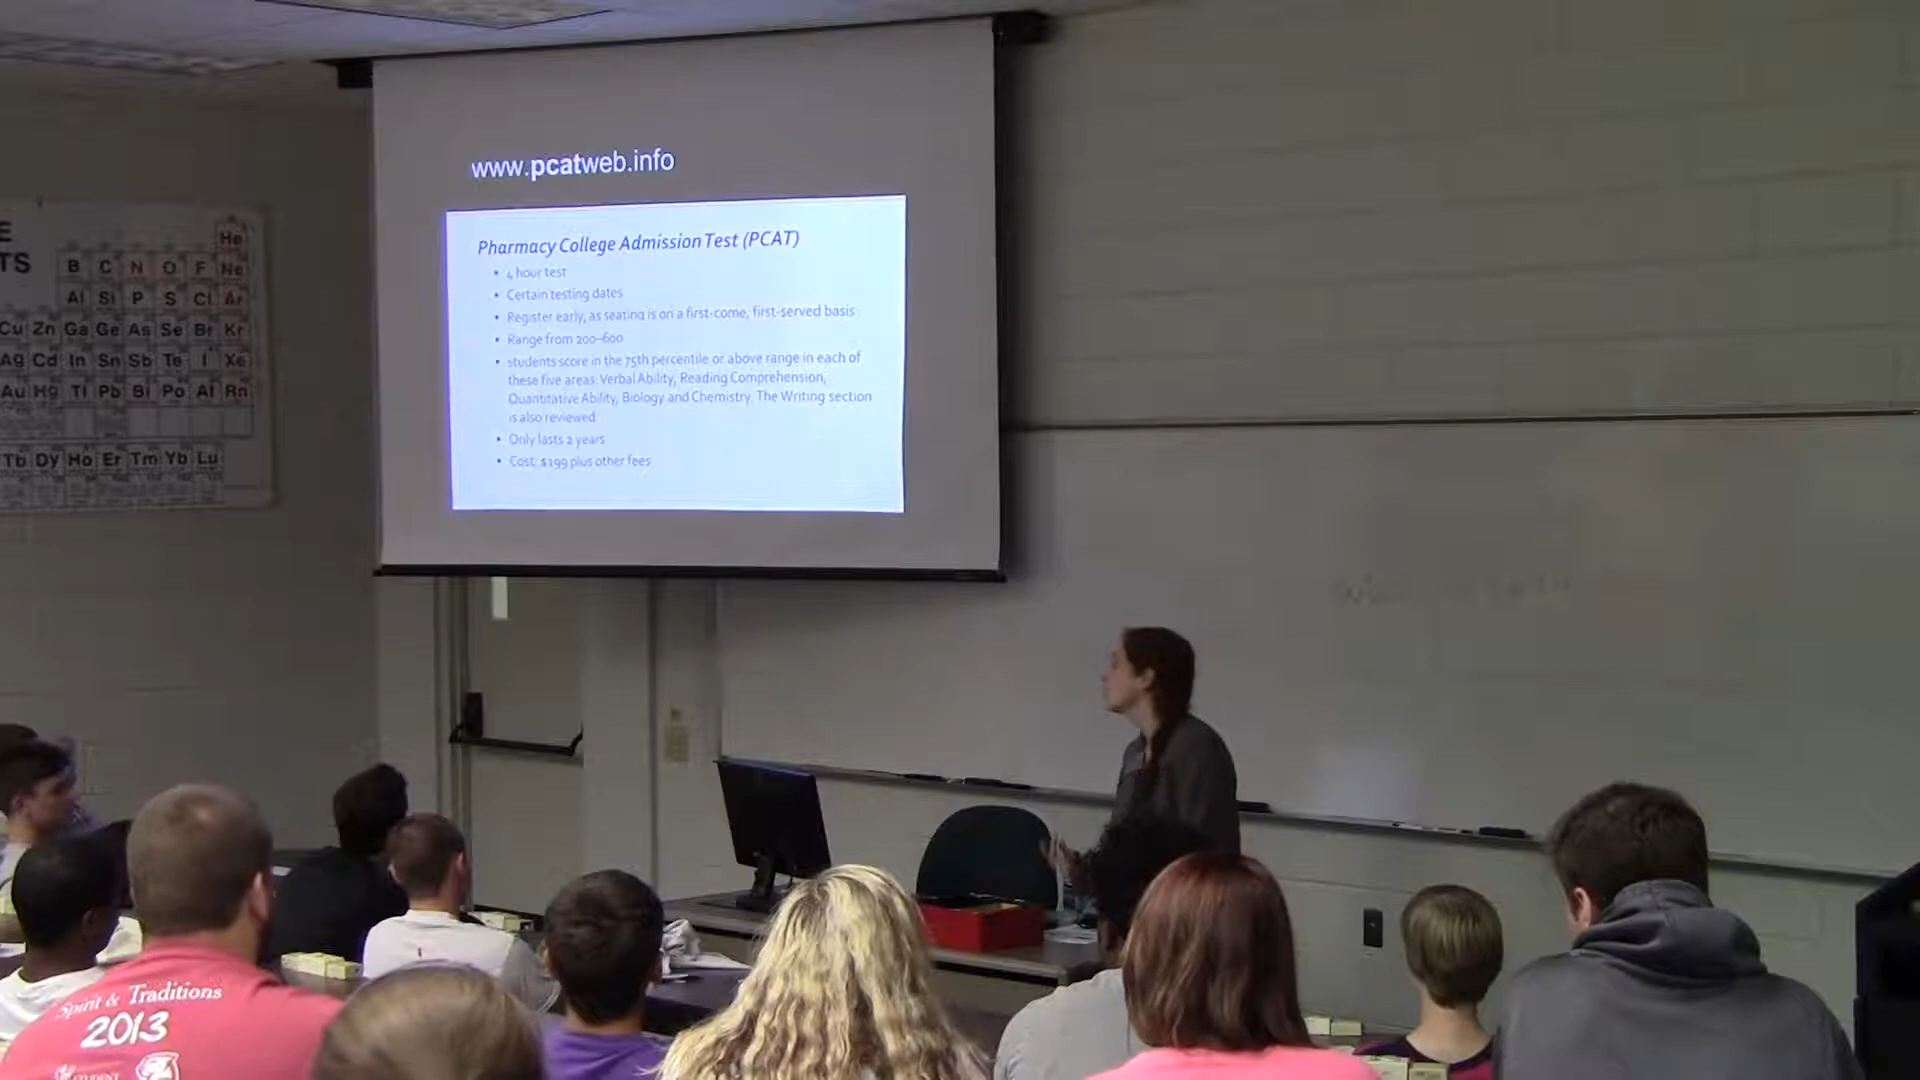 www.pcatweb.info
Pharmacy College Admission Test (PCAT)
• 4 hour test
• Certain testing dates
• Register early, as seating is on a first-come, first-served basis
• Range from 200–600
• students score in the 75th percentile or above range in each of
these five areas: Verbal Ability, Reading Comprehension,
Quantitative Ability, Biology and Chemistry. The Writing section
is also reviewed.
• Only lasts 2 years
• Cost: $199 plus other fees
E
TS
He
B C N O F Ne
Al Si P S Cl Ar
Cu Zn Ga Ge As Se Br Kr
Ag Cd In Sn Sb Te I Xe
Au Hg Tl Pb Bi Po At Rn
Tb Dy Ho Er Tm Yb Lu
Spirit & Traditions
2013
STUDENT